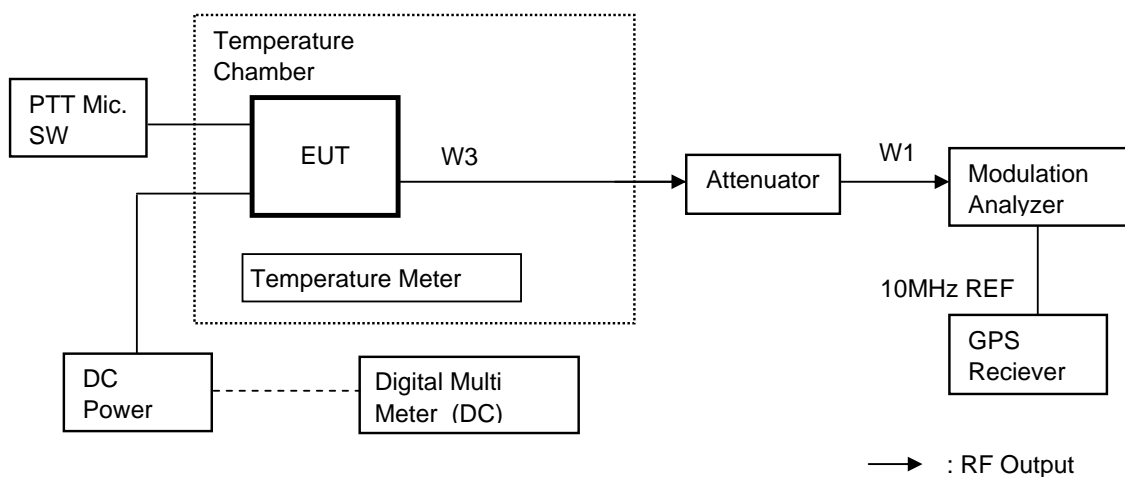 Temperature
Chamber
PTT Mic.
SW
EUT
W3
Attenuator
W1
Modulation
Analyzer
Temperature Meter
10MHz REF
GPS
Reciever
DC
Power
Digital Multi
Meter (DC)
: RF Output